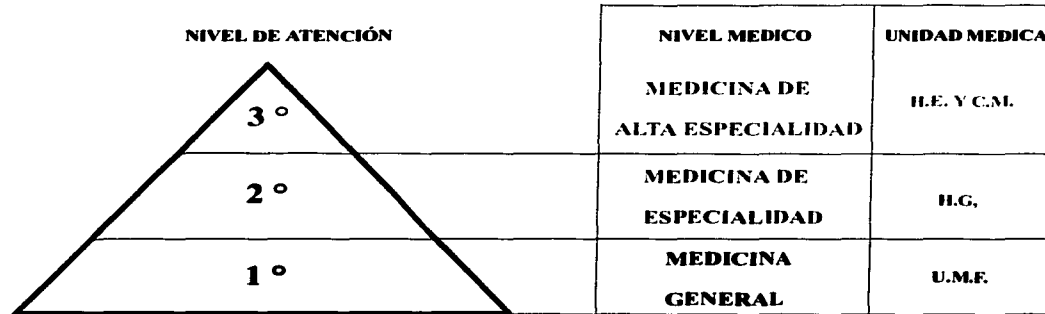 NIVEL DE ATENCIÓN
NIVEL MEDICO
UNIDAD MEDICA
3°
MEDICINA DE
ALTA ESPECIALIDAD
H.E. Y C.M.
2°
MEDICINA DE
ESPECIALIDAD
H.G,
1°
MEDICINA
GENERAL
U.M.F.